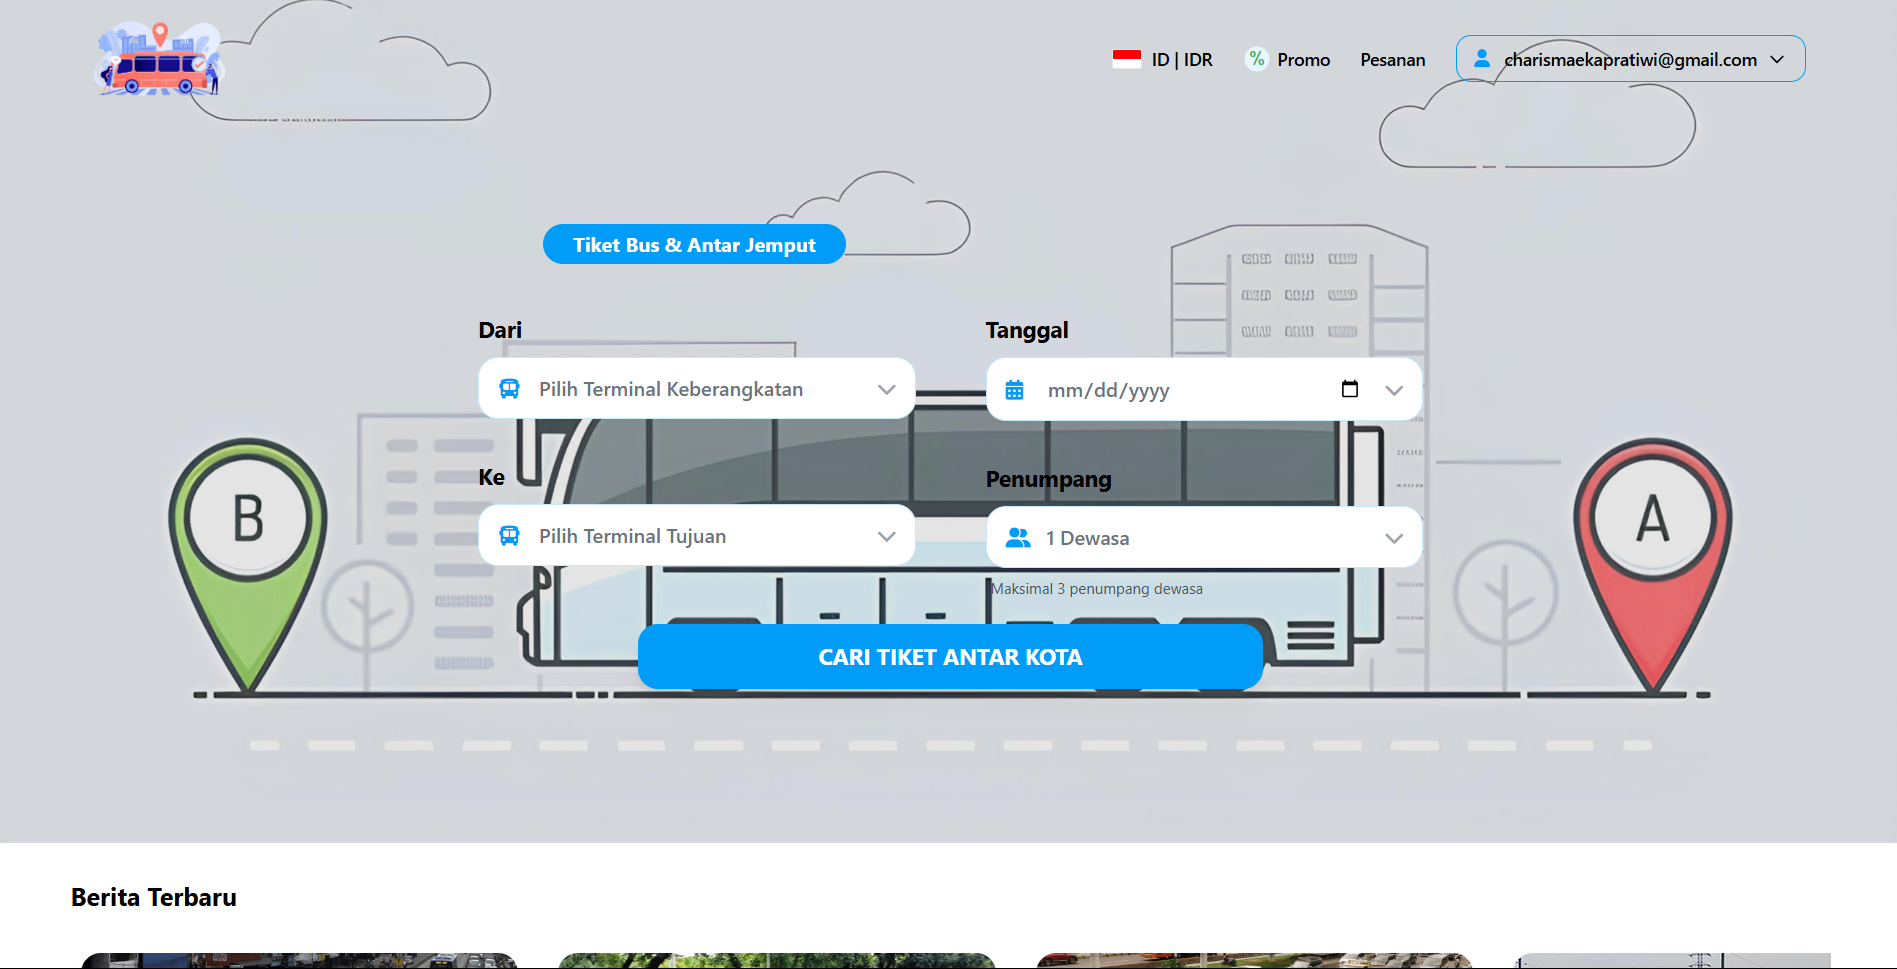 ID | IDR
% Promo
Pesanan
charismaekapratiwi@gmail.com
Tiket Bus & Antar Jemput
Dari
Pilih Terminal Keberangkatan
Tanggal
mm/dd/yyyy
Ke
Pilih Terminal Tujuan
Penumpang
1 Dewasa
Maksimal 3 penumpang dewasa
CARI TIKET ANTAR KOTA
B
A
Berita Terbaru